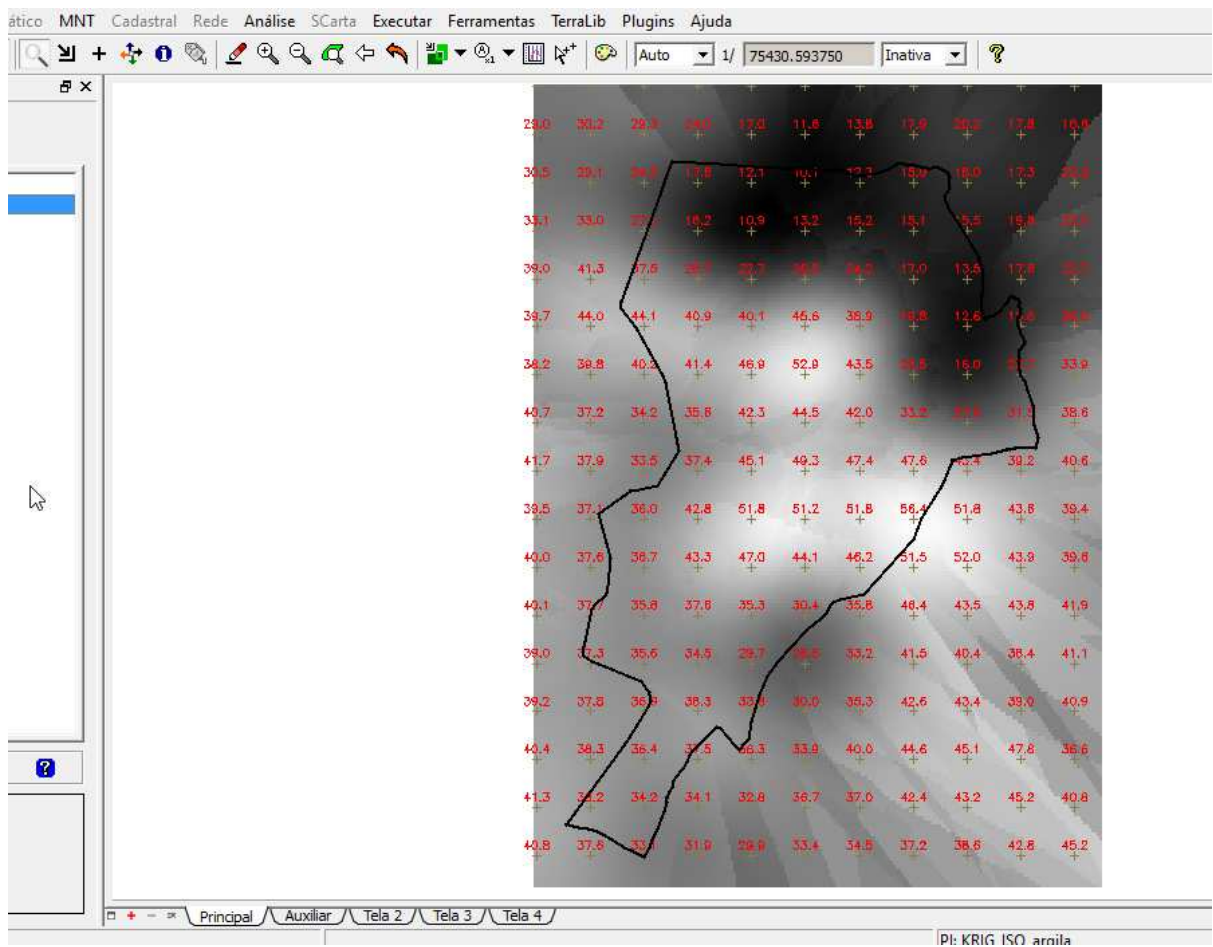 ático MNT Cadastral Rede Análise SCarta Executar Ferramentas TerraLib Plugins Ajuda
Auto 1/ 75430.593750 Inativa
29.0 30.2 17.0 11.8 13.8 17.9 17.8
30.5 29.1 17.8 12.1 15.0 17.3
33.1 33.0 16.2 10.9 13.2 15.2 15.1
39.0 41.3 37.5 17.0 13.5
39.7 44.0 44.1 40.9 40.1 45.6 38.9 12.6
38.2 39.8 40.2 41.4 46.9 52.9 43.5 16.0 33.9
40.7 37.2 34.2 35.6 42.3 44.5 42.0 33.2 38.6
41.7 37.9 33.5 37.4 45.1 49.3 47.4 47.6 39.2 40.6
39.5 36.0 42.8 51.8 51.2 51.8 56.4 51.8 43.6 39.4
40.0 37.6 36.7 43.3 47.0 44.1 46.2 51.5 52.0 43.9 39.6
40.1 35.8 37.6 35.3 30.4 35.8 46.4 43.5 43.8 41.9
39.0 37.3 35.6 34.5 29.7 33.2 41.5 40.4 38.4 41.1
39.2 37.8 36.9 38.3 30.0 35.3 42.6 43.4 39.0 40.9
40.4 38.3 36.4 37.5 36.3 33.9 40.0 44.6 45.1 47.8 36.6
41.3 34.2 34.1 32.8 36.7 37.0 42.4 43.2 45.2 40.8
40.8 37.6 31.9 29.9 33.4 34.5 37.2 38.6 42.8 45.2
Principal Auxiliar Tela 2 Tela 3 Tela 4
PI: KRIG_ISO_argila